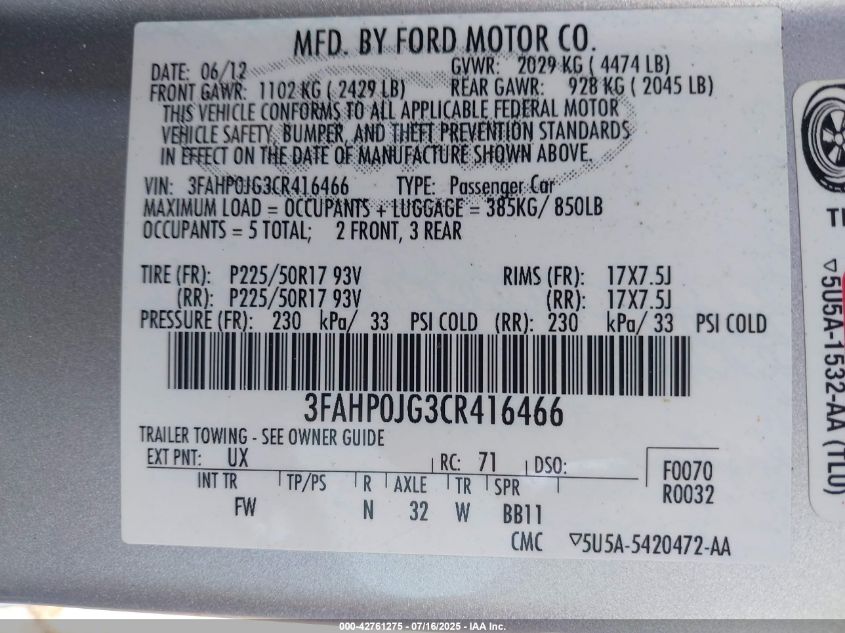 MFD. BY FORD MOTOR CO.
DATE: 06/12 GVWR: 2029 KG ( 4474 LB)
FRONT GAWR: 1102 KG ( 2429 LB) REAR GAWR: 928 KG ( 2045 LB)
THIS VEHICLE CONFORMS TO ALL APPLICABLE FEDERAL MOTOR
VEHICLE SAFETY, BUMPER, AND THEFT PREVENTION STANDARDS
IN EFFECT ON THE DATE OF MANUFACTURE SHOWN ABOVE.
VIN: 3FAHP0JG3CR416466 TYPE: Passenger Car
MAXIMUM LOAD = OCCUPANTS + LUGGAGE = 385KG/ 850LB
OCCUPANTS = 5 TOTAL; 2 FRONT, 3 REAR
TIRE (FR): P225/50R17 93V RIMS (FR): 17X7.5J
(RR): P225/50R17 93V (RR): 17X7.5J
PRESSURE (FR): 230 kPa/ 33 PSI COLD (RR): 230 kPa/ 33 PSI COLD
3FAHP0JG3CR416466
TRAILER TOWING - SEE OWNER GUIDE
EXT PNT: UX RC: 71 DSO:
INT TR TP/PS R AXLE TR SPR
FW N 32 W BB11
F0070
R0032
CMC ▽5U5A-5420472-AA
▽5U5A-1532-AA (TLU)
000-42761275 - 07/16/2025 - IAA Inc.